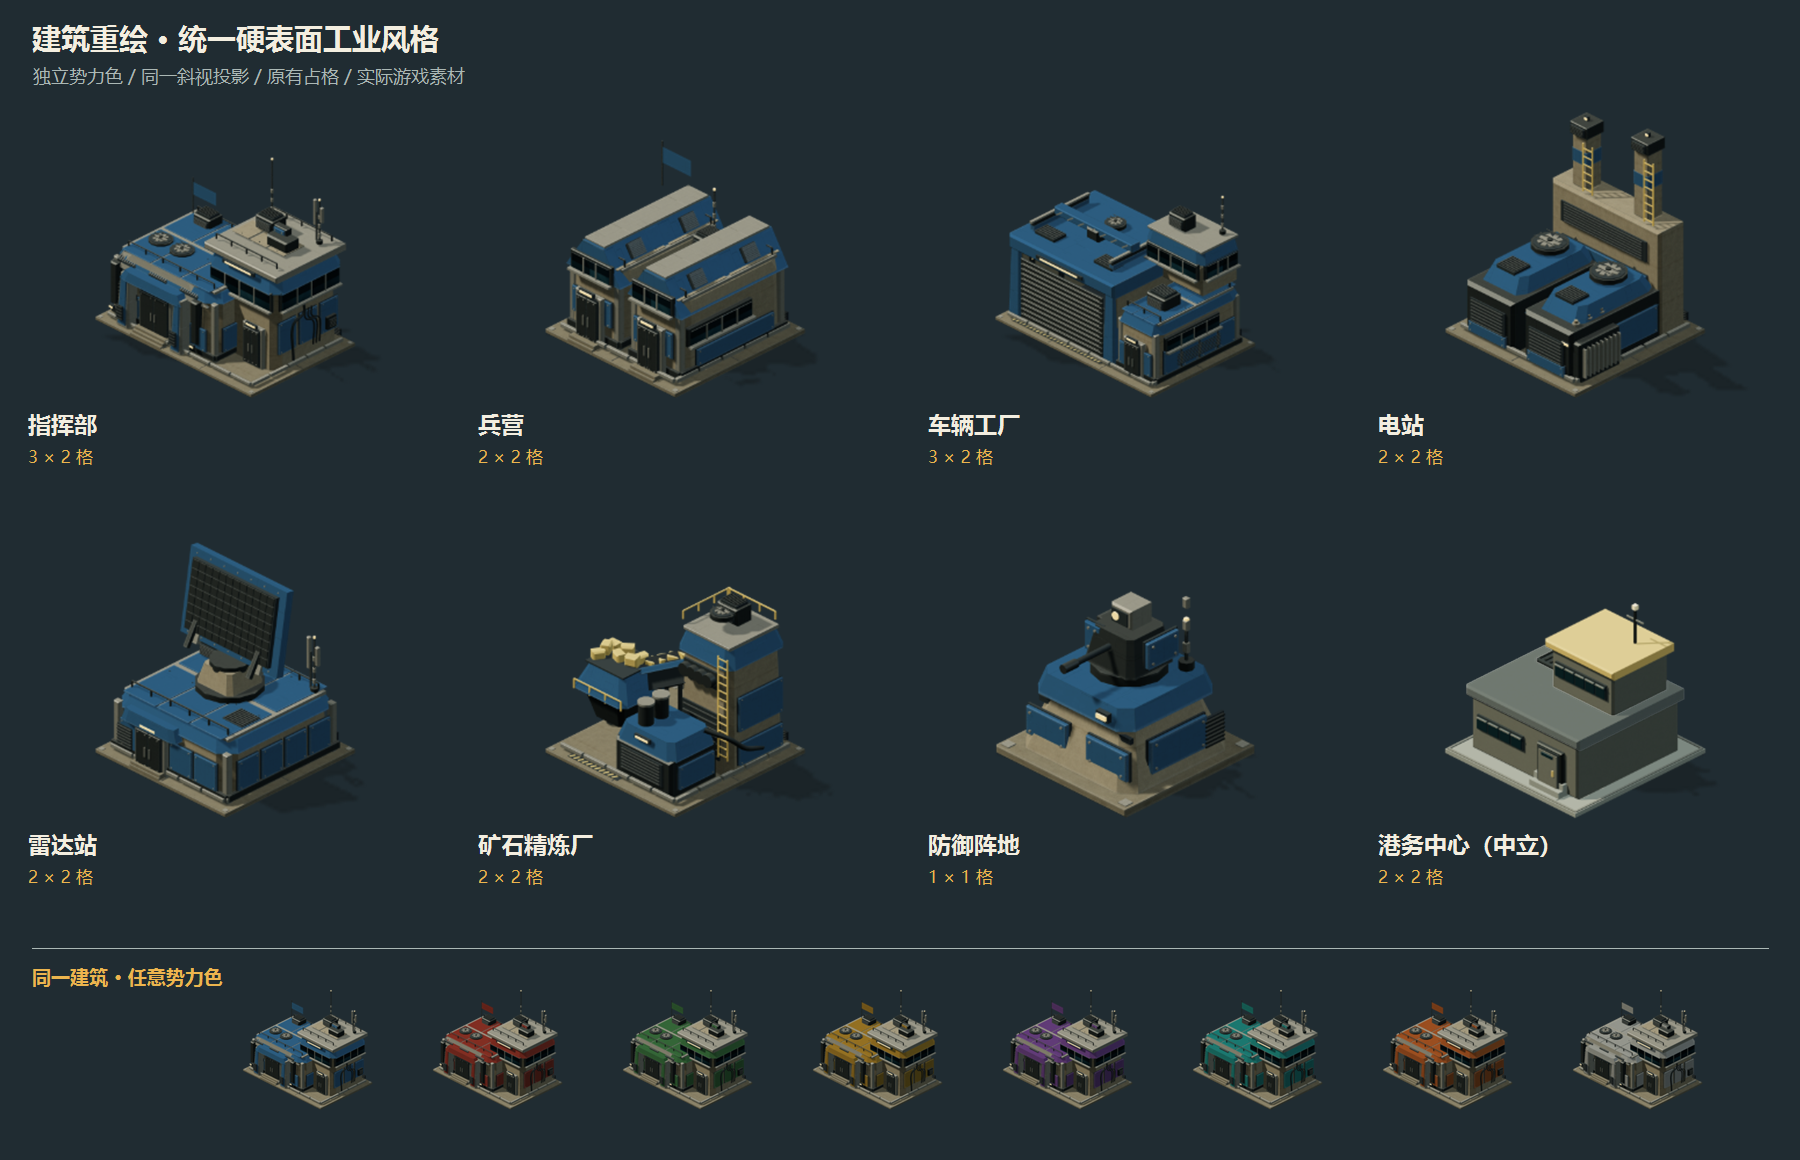 建筑重绘·统一硬表面工业风格
独立势力色 / 同一斜视投影 / 原有占格 / 实际游戏素材
指挥部
3 × 2 格
兵营
2 × 2 格
车辆工厂
3 × 2 格
电站
2 × 2 格
雷达站
2 × 2 格
矿石精炼厂
2 × 2 格
防御阵地
1 × 1 格
港务中心（中立）
2 × 2 格
同一建筑·任意势力色